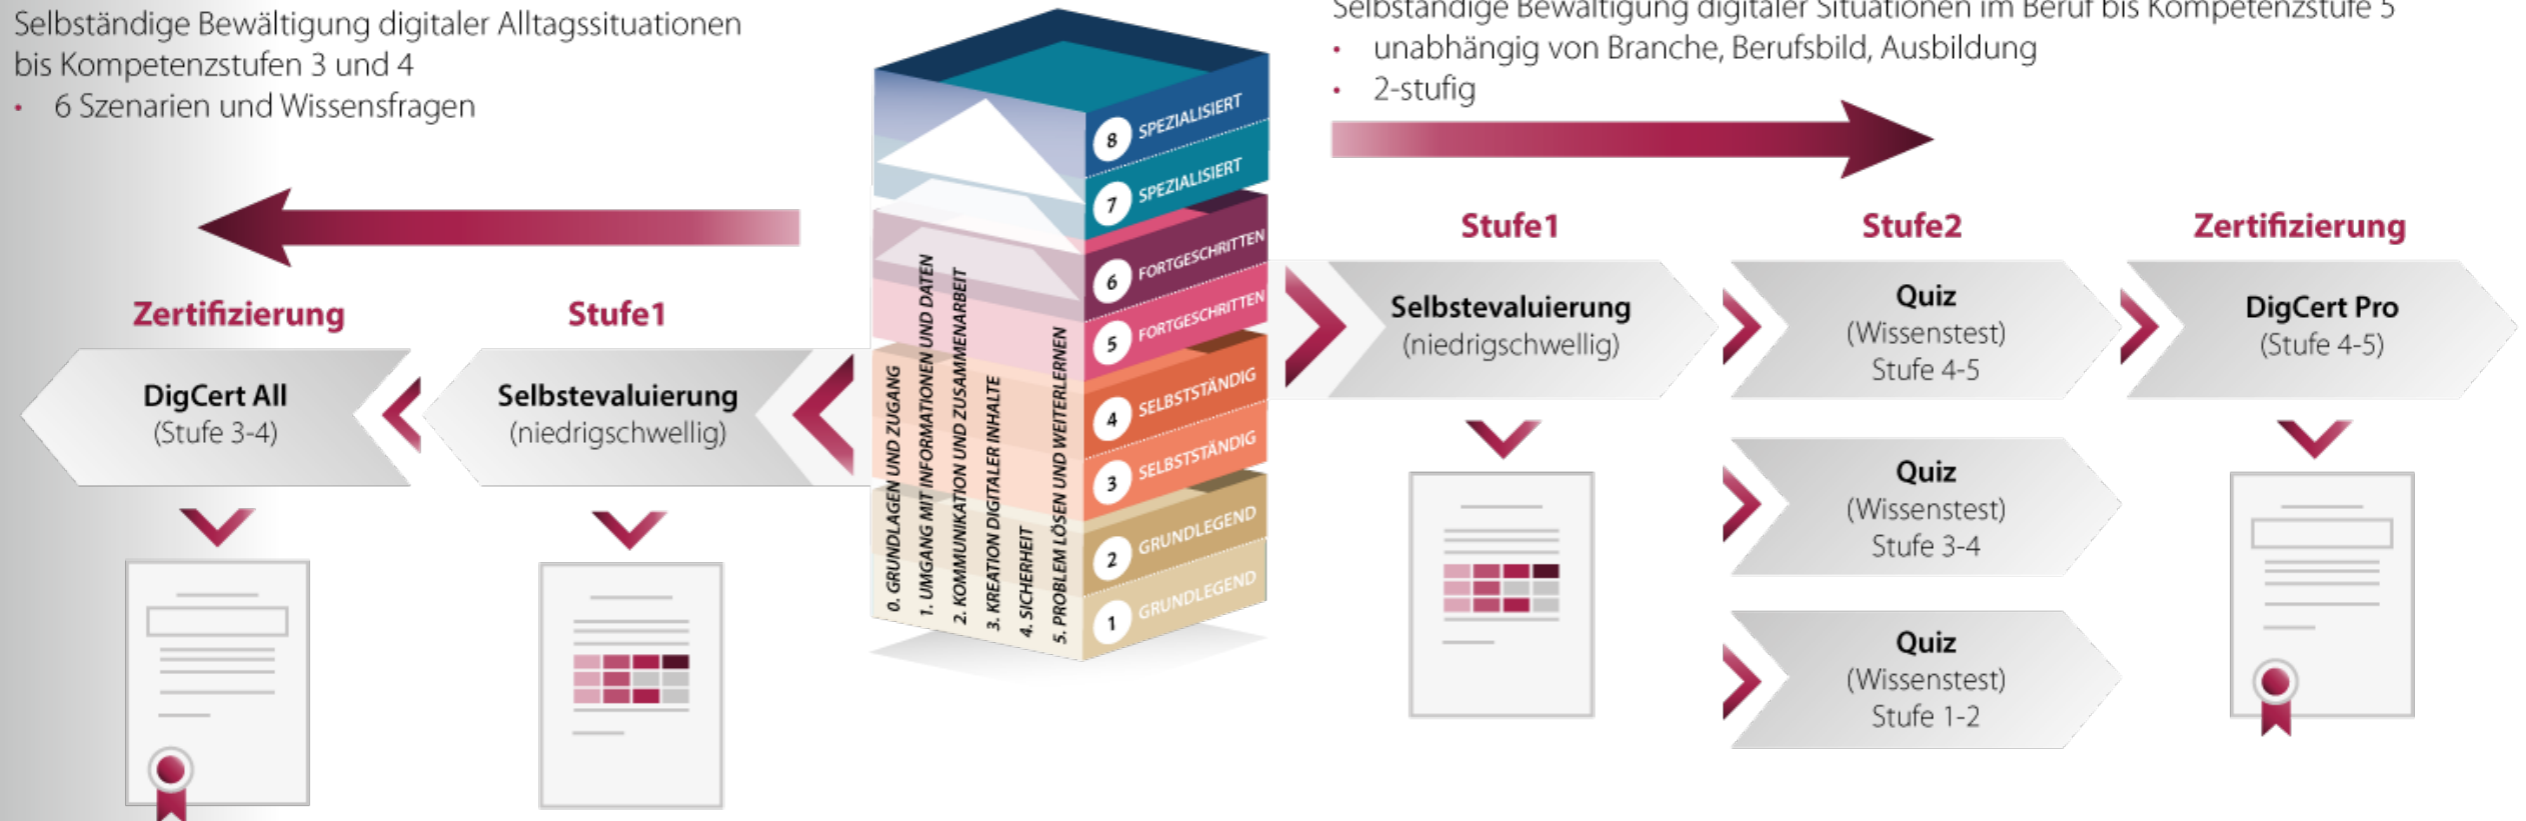 Selbständige Bewältigung digitaler Alltagssituationen
bis Kompetenzstufen 3 und 4
• 6 Szenarien und Wissensfragen
Selbständige Bewältigung digitaler Situationen im Beruf bis Kompetenzstufe 5
• unabhängig von Branche, Berufsbild, Ausbildung
• 2-stufig
Zertifizierung
DigCert All
(Stufe 3-4)
Stufe1
Selbstevaluierung
(niedrigschwellig)
0. GRUNDLAGEN UND ZUGANG
1. UMGANG MIT INFORMATIONEN UND DATEN
2. KOMMUNIKATION UND ZUSAMMENARBEIT
3. KREATION DIGITALER INHALTE
4. SICHERHEIT
5. PROBLEM LÖSEN UND WEITERLERNEN
8 SPEZIALISIERT
7 SPEZIALISIERT
6 FORTGESCHRITTEN
5 FORTGESCHRITTEN
4 SELBSTSTÄNDIG
3 SELBSTSTÄNDIG
2 GRUNDLEGEND
1 GRUNDLEGEND
Stufe1
Selbstevaluierung
(niedrigschwellig)
Stufe2
Quiz
(Wissenstest)
Stufe 4-5
Quiz
(Wissenstest)
Stufe 3-4
Quiz
(Wissenstest)
Stufe 1-2
Zertifizierung
DigCert Pro
(Stufe 4-5)